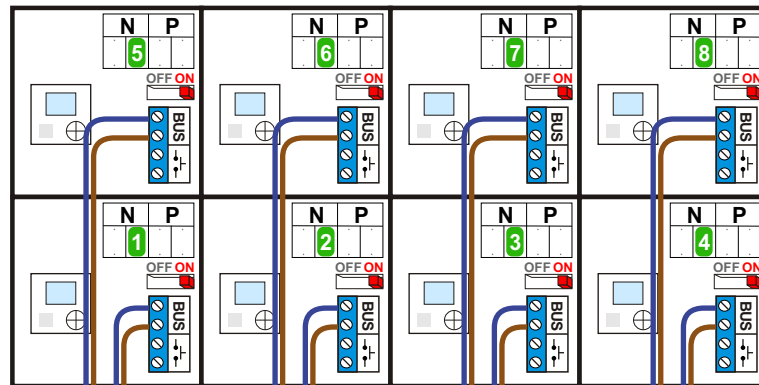 N P N P N P N P
5 6 7 8
OFF ON OFF ON OFF ON OFF ON
BUS BUS BUS BUS
N P N P N P N P
1 2 3 4
OFF ON OFF ON OFF ON OFF ON
BUS BUS BUS BUS